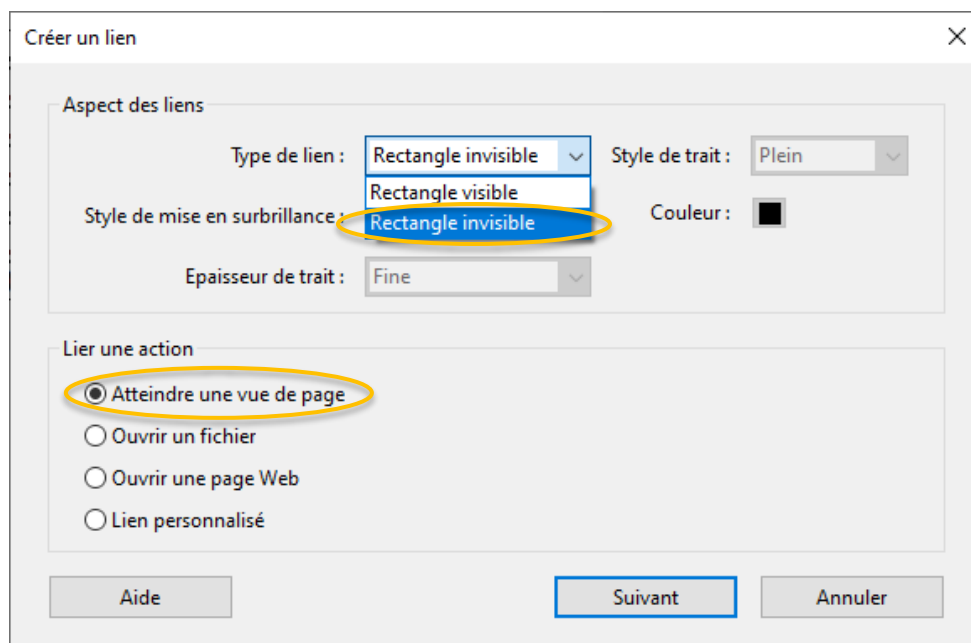 Créer un lien
Aspect des liens
Type de lien : Rectangle invisible Style de trait : Plein
Rectangle visible
Style de mise en surbrillance : Rectangle invisible Couleur :
Epaisseur de trait : Fine
Lier une action
Atteindre une vue de page
Ouvrir un fichier
Ouvrir une page Web
Lien personnalisé
Aide Suivant Annuler